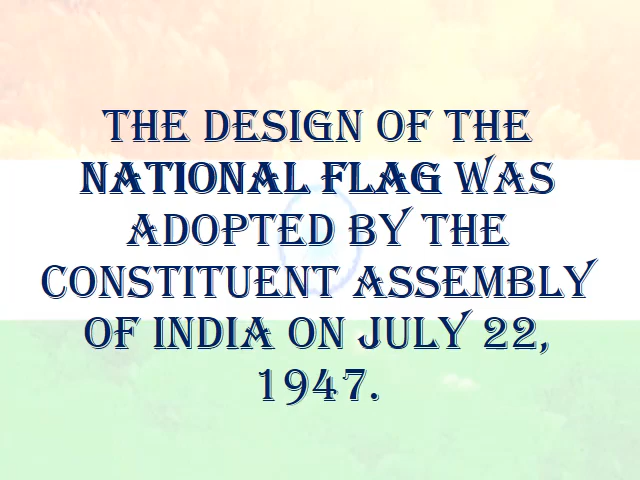 THE DESIGN OF THE
NATIONAL FLAG WAS
ADOPTED BY THE
CONSTITUENT ASSEMBLY
OF INDIA ON JULY 22,
1947.